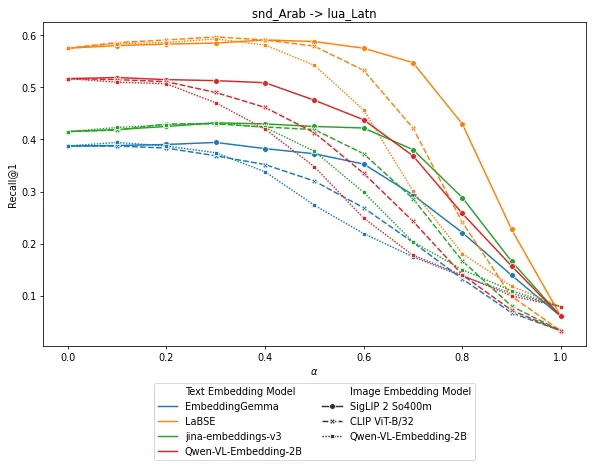 snd_Arab -> lua_Latn
Recall@1
0.6
0.5
0.4
0.3
0.2
0.1
0.0
0.2
0.4
0.6
0.8
1.0
α
Text Embedding Model
EmbeddingGemma
LaBSE
jina-embeddings-v3
Qwen-VL-Embedding-2B
Image Embedding Model
SigLIP 2 So400m
CLIP ViT-B/32
Qwen-VL-Embedding-2B